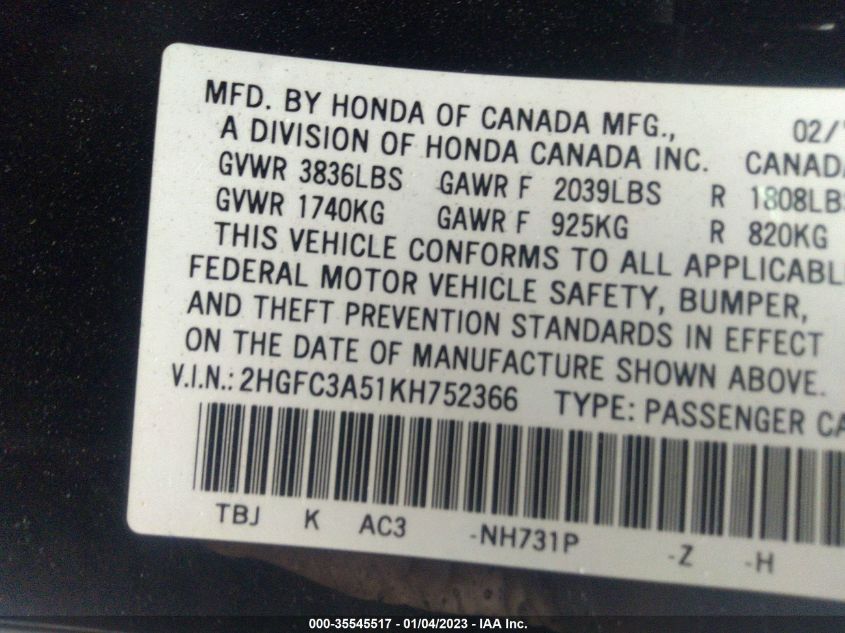 MFD. BY HONDA OF CANADA MFG., 02/
A DIVISION OF HONDA CANADA INC. CANADA
GVWR 3836LBS GAWR F 2039LBS R 1808LBS
GVWR 1740KG GAWR F 925KG R 820KG
THIS VEHICLE CONFORMS TO ALL APPLICABLE
FEDERAL MOTOR VEHICLE SAFETY, BUMPER,
AND THEFT PREVENTION STANDARDS IN EFFECT
ON THE DATE OF MANUFACTURE SHOWN ABOVE.
V.I.N.: 2HGFC3A51KH752366 TYPE: PASSENGER CA
TBJ K AC3 -NH731P -Z -H
000-35545517 — 01/04/2023 — IAA Inc.